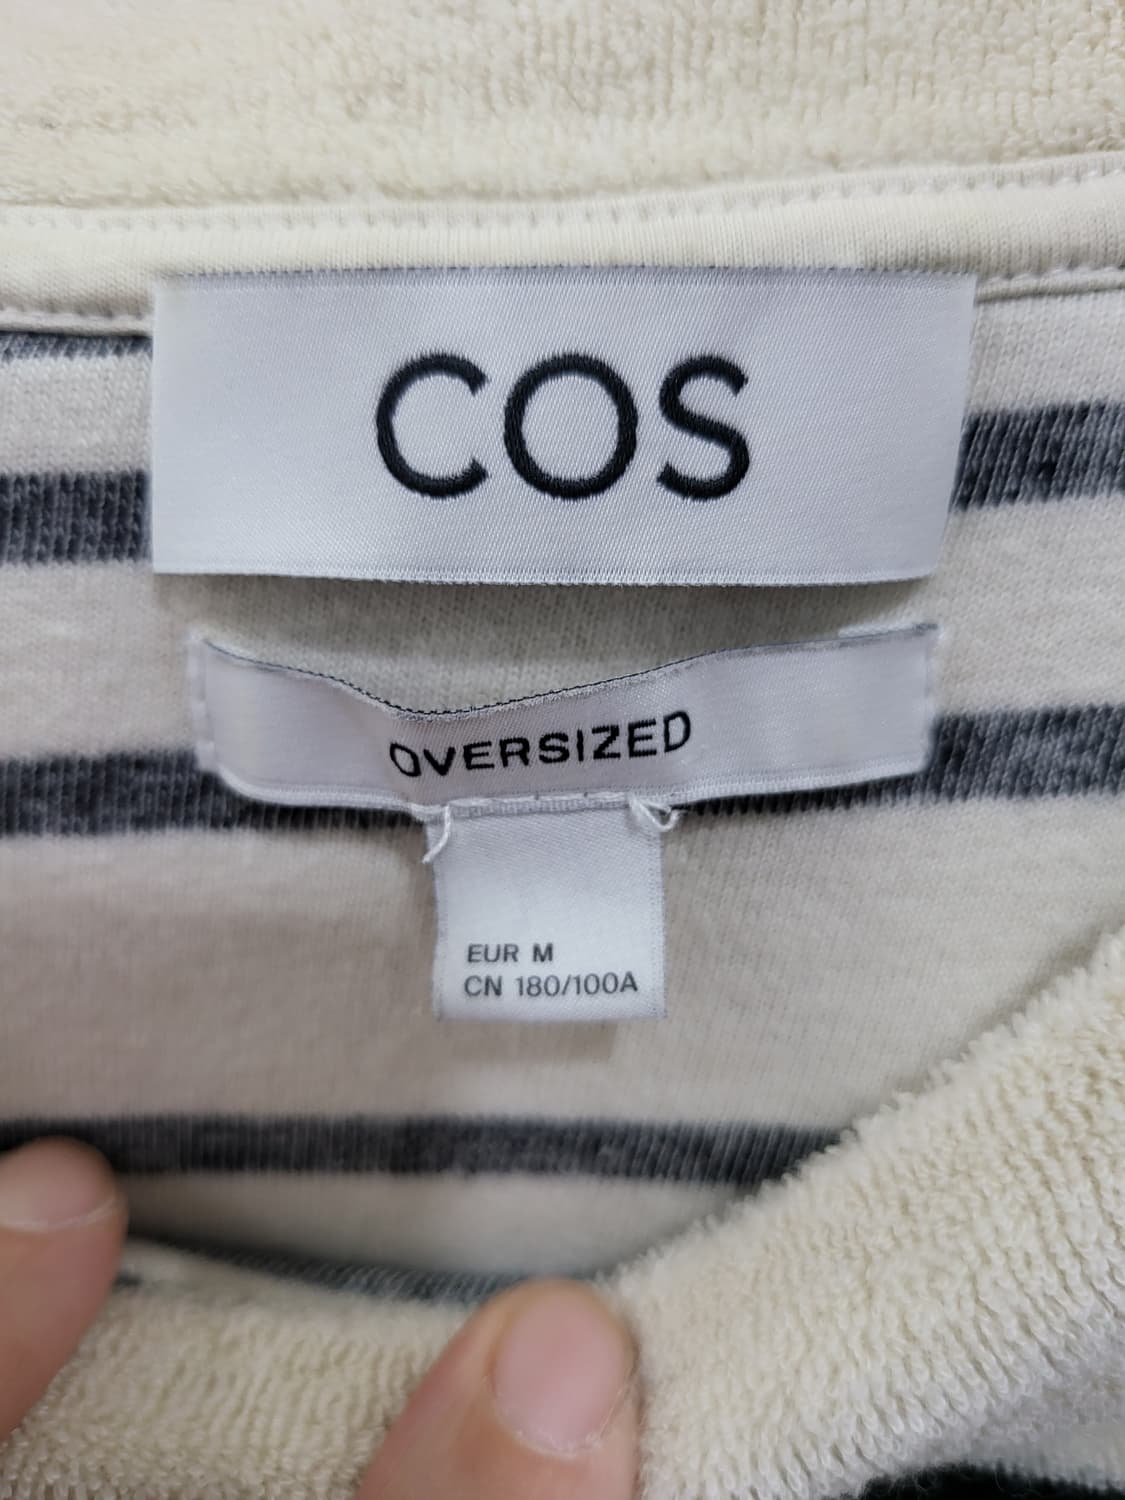 COS
OVERSIZED
EUR M
CN 180/100A